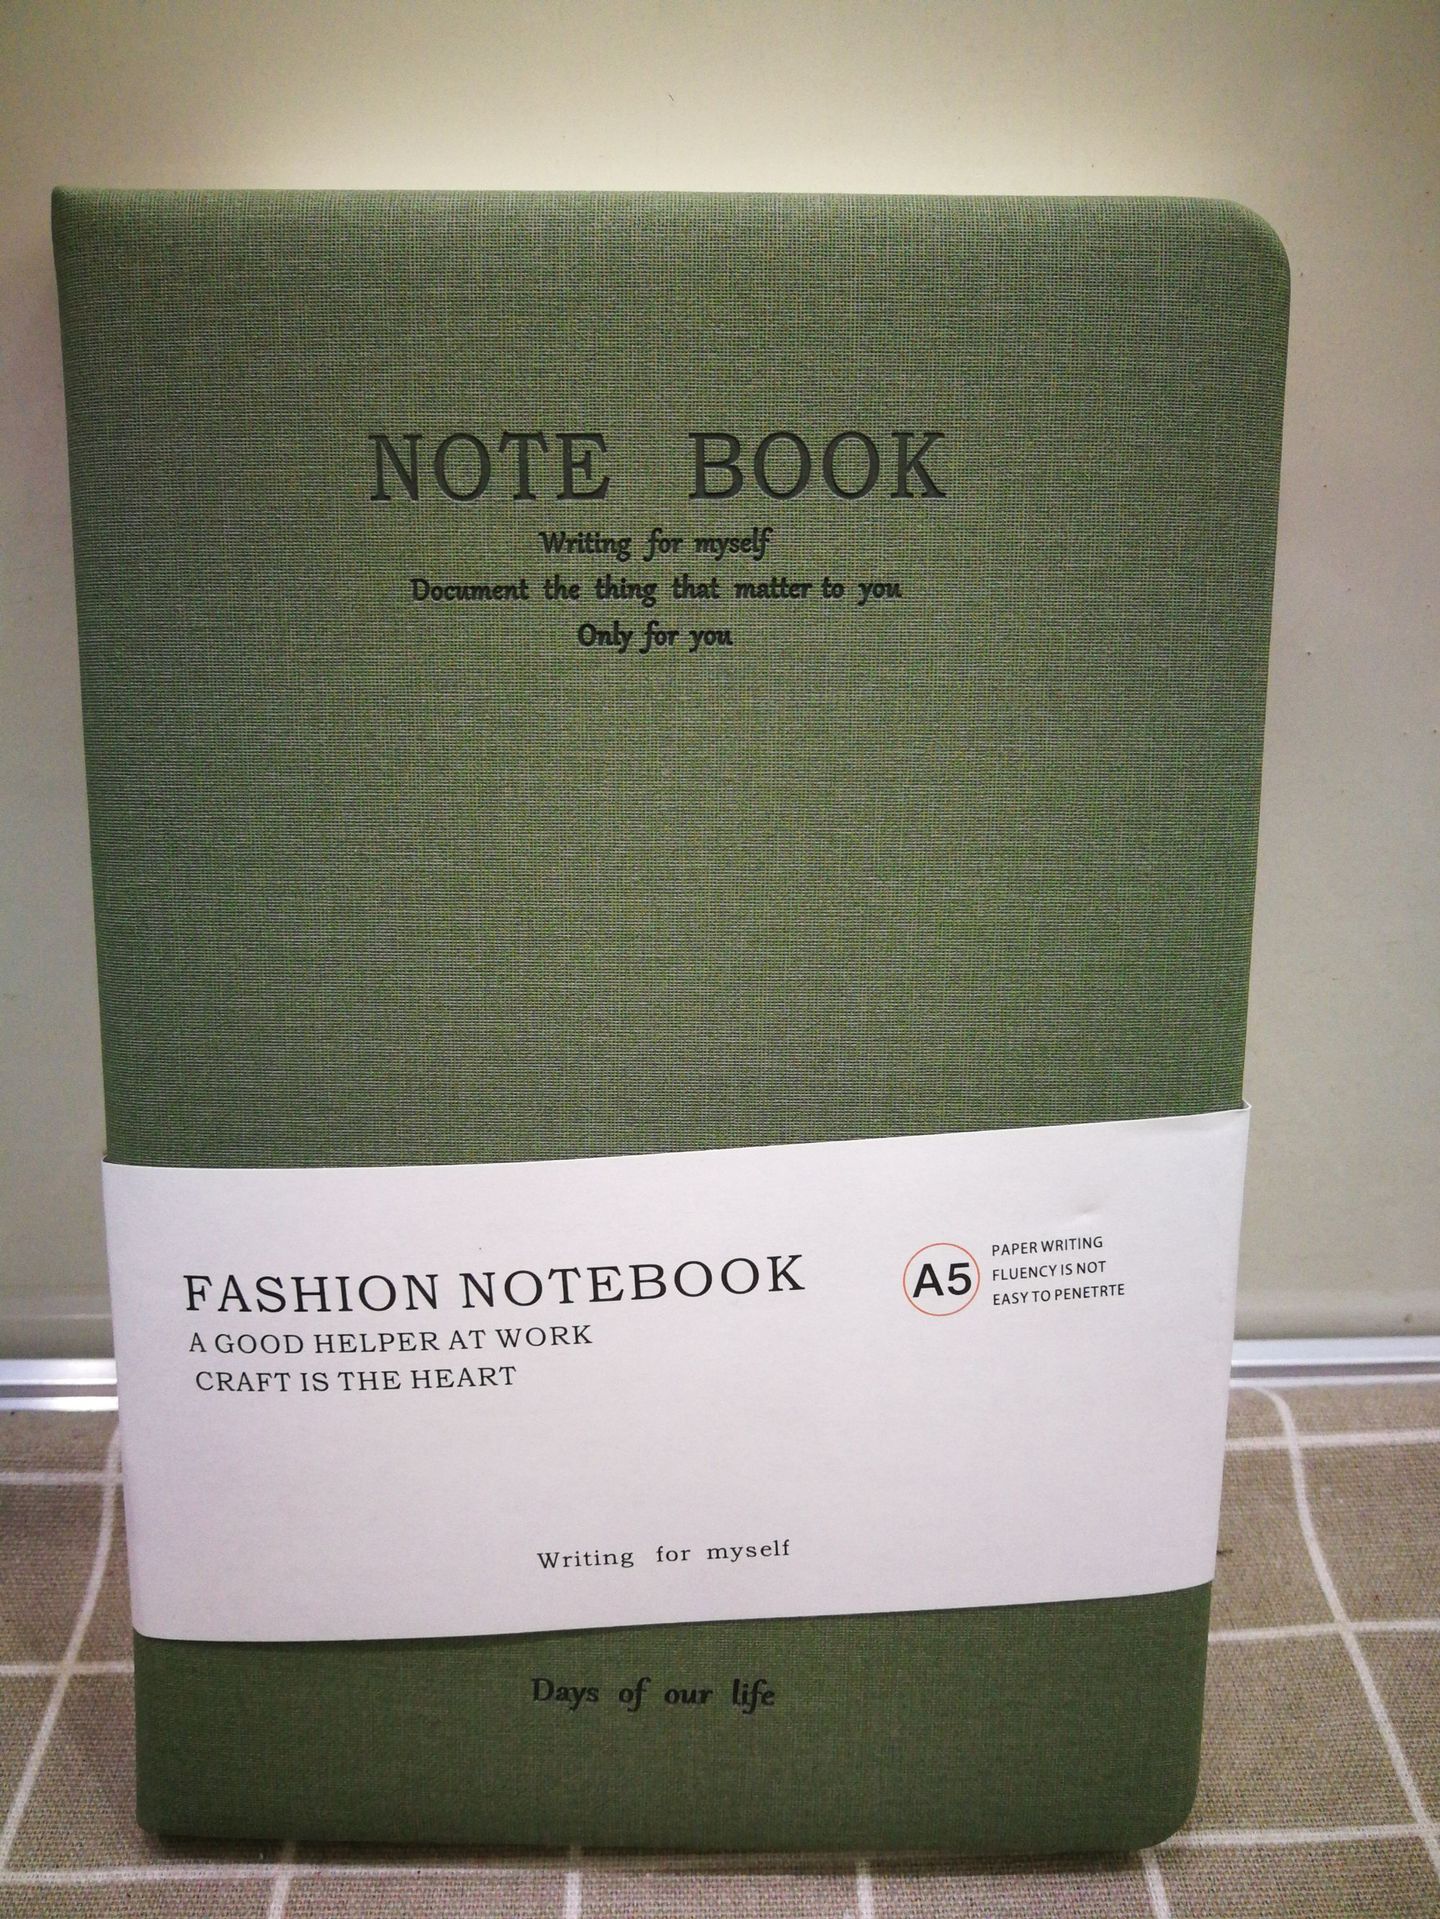 NOTE BOOK
Writing for myself
Document the thing that matter to you
Only for you
FASHION NOTEBOOK
A GOOD HELPER AT WORK
CRAFT IS THE HEART
A5
PAPER WRITING
FLUENCY IS NOT
EASY TO PENETRTE
Writing for myself
Days of our life